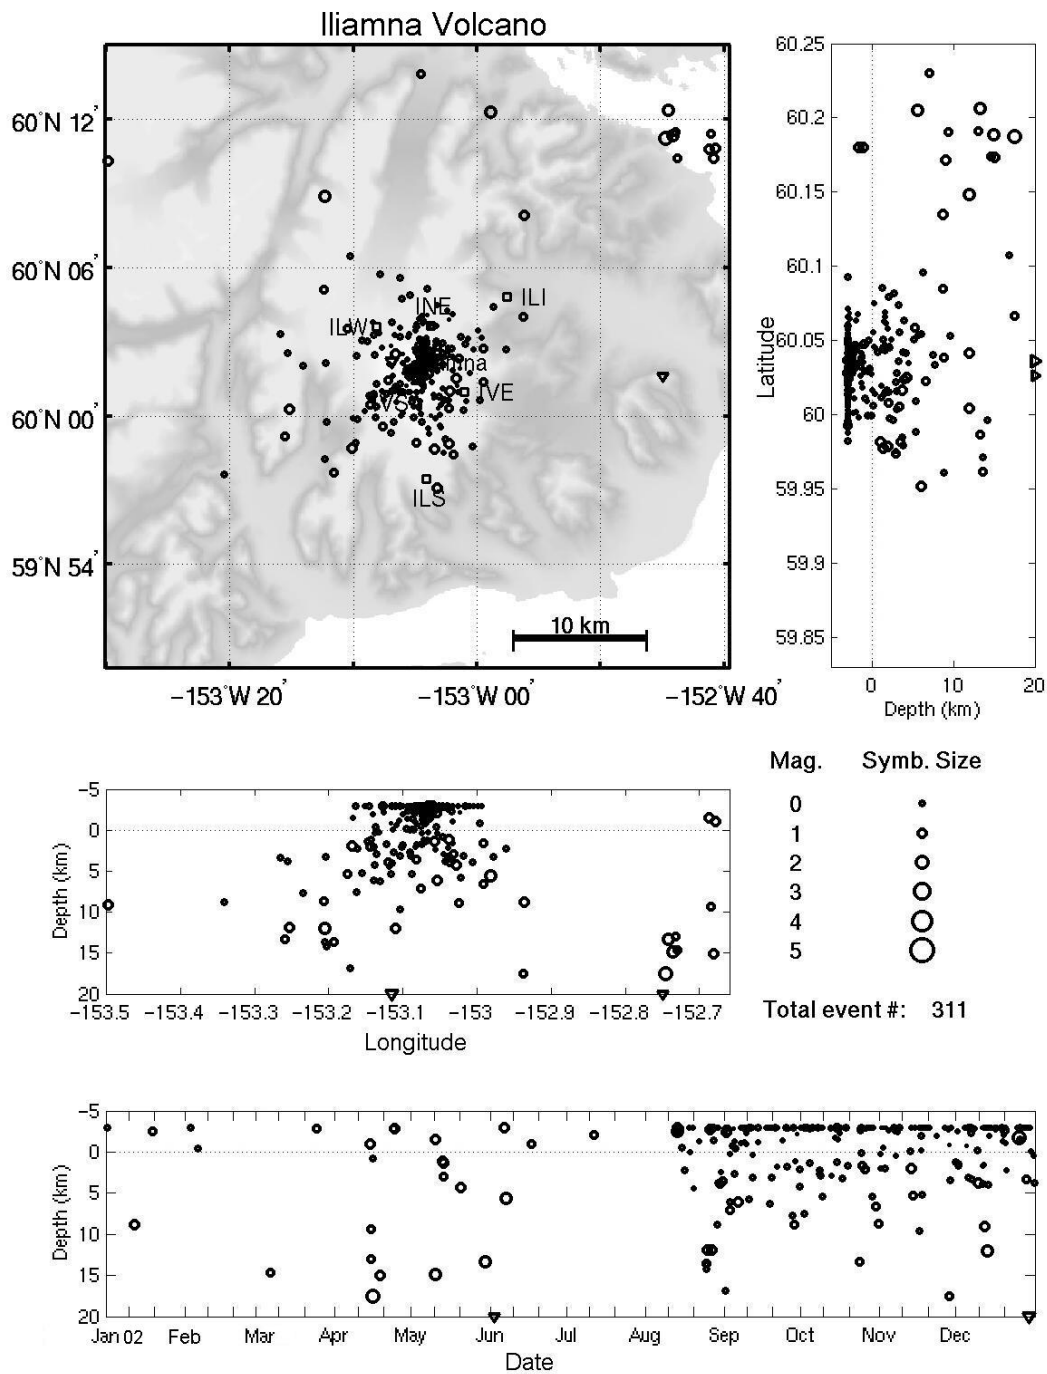 Iliamna Volcano
60°N 12'
60°N 06'
60°N 00'
59°N 54'
INE
ILI
ILW
IVE
ILS
10 km
−153°W 20'
−153°W 00'
−152°W 40'
60.25
60.2
60.15
60.1
60.05
60
59.95
59.9
59.85
Latitude
0
10
20
Depth (km)
−5
0
5
10
15
20
Depth (km)
−153.5
−153.4
−153.3
−153.2
−153.1
−153
−152.9
−152.8
−152.7
Longitude
Mag. Symb. Size
0
1
2
3
4
5
Total event #: 311
−5
0
5
10
15
20
Depth (km)
Jan 02 Feb Mar Apr May Jun Jul Aug Sep Oct Nov Dec
Date